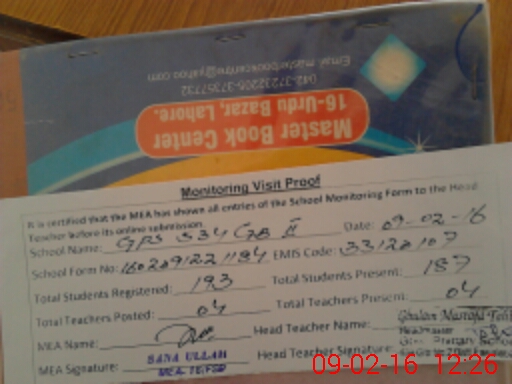 Email: masterbookcentre@yahoo.com
042-37232206-37357732
Master Book Center
16-Urdu Bazar, Lahore.
Monitoring Visit Proof
It is certified that the MEA has shown all entries of the School Monitoring Form to the Head
Teacher before its online submission
School Name: GPS 334 GB II Date: 09-02-16
School Form No: EMIS Code: 33120107
Total Students Registered: 193 Total Students Present: 187
Total Teachers Posted: 04 Total Teachers Present: 04
MEA Name: Head Teacher Name: Ghulam Mustafa
Headmaster
MEA Signature: SANA ULLAH Head Teacher Signature:
09-02-16 12:26